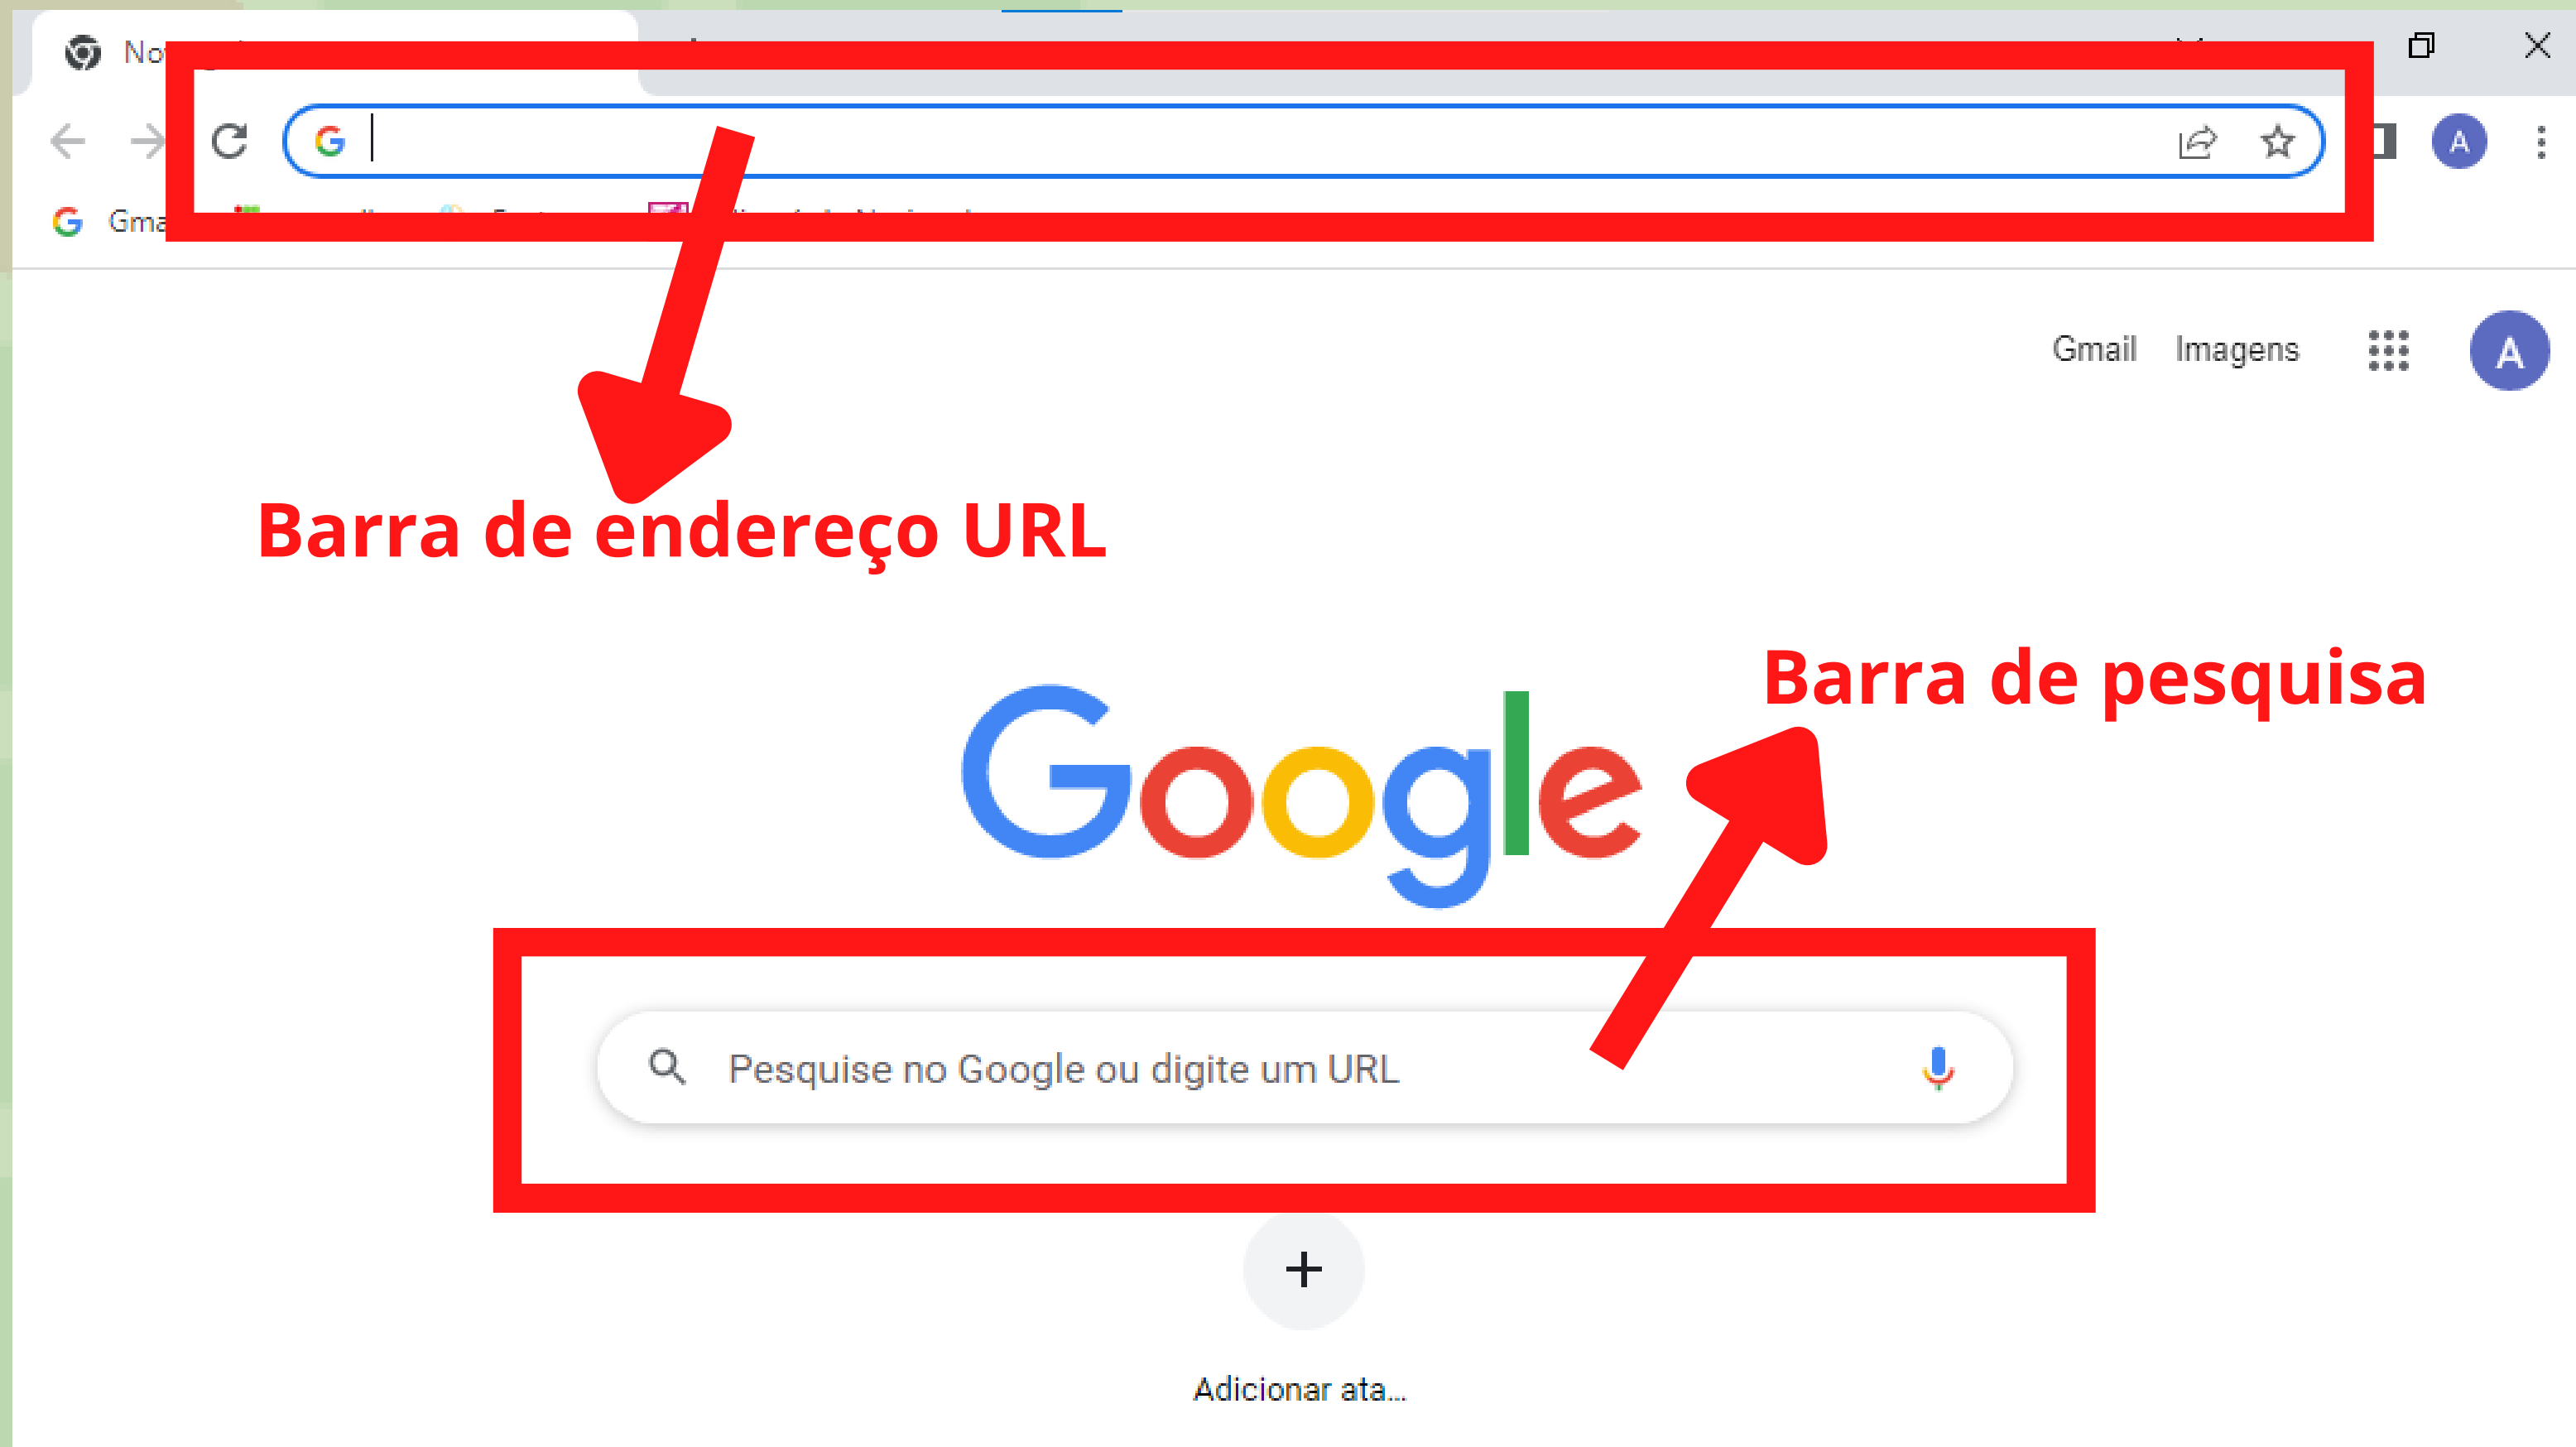 A
Gmail Imagens
A
Barra de endereço URL
Barra de pesquisa
Google
Pesquise no Google ou digite um URL
Adicionar ata...